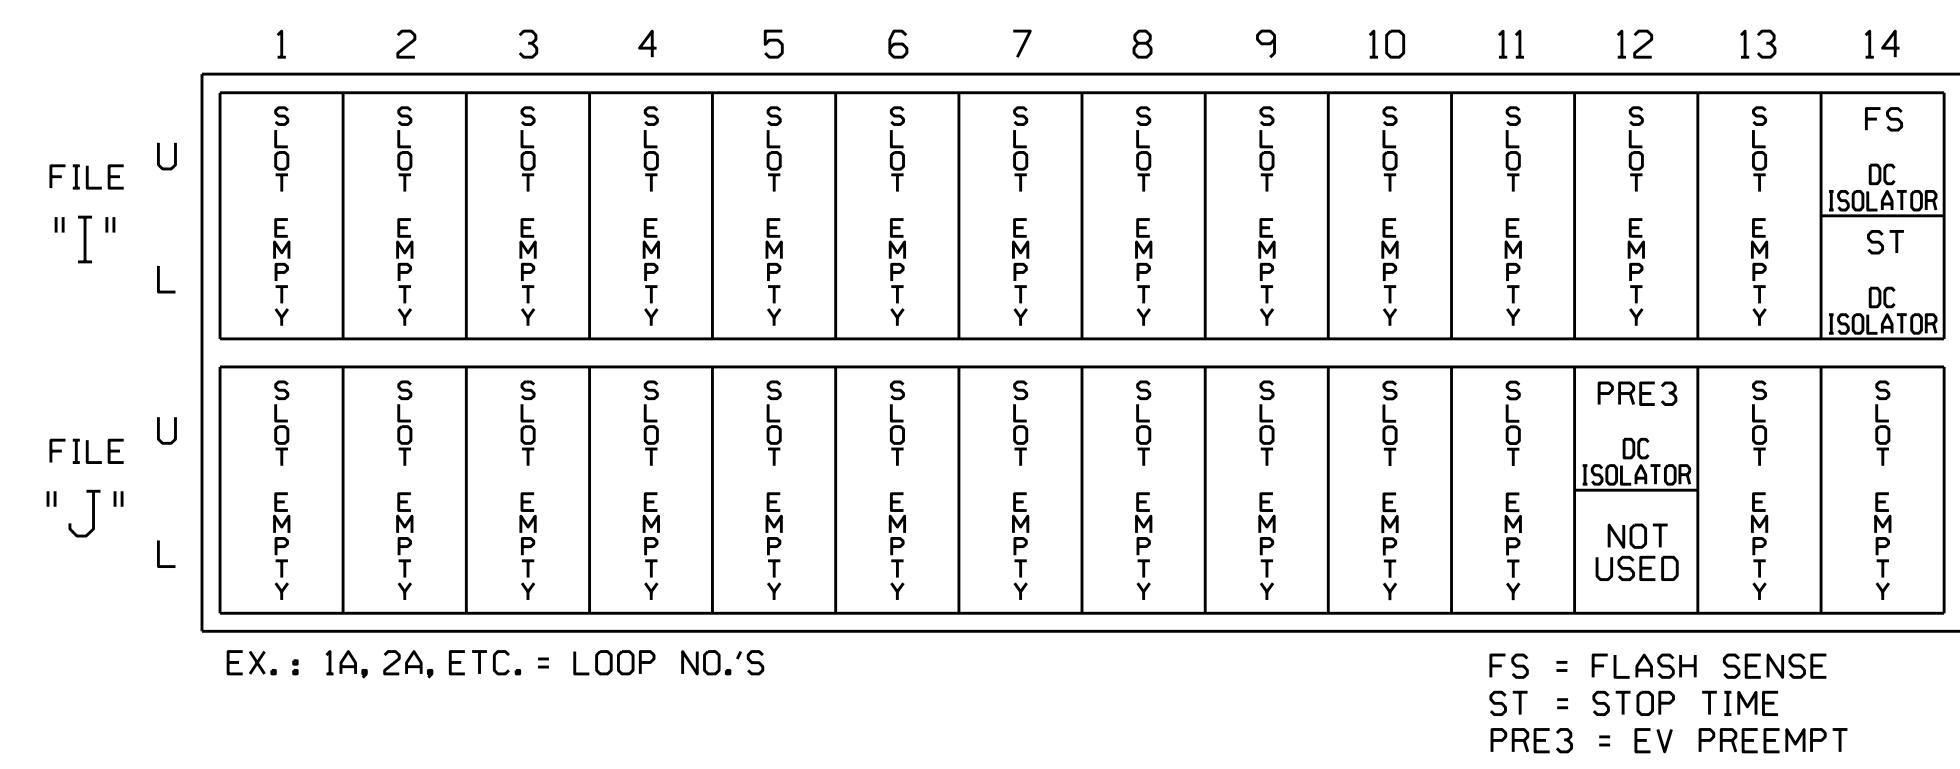 1 2 3 4 5 6 7 8 9 10 11 12 13 14
FILE "I"
U
L
SLOT EMPTY SLOT EMPTY SLOT EMPTY SLOT EMPTY SLOT EMPTY SLOT EMPTY SLOT EMPTY SLOT EMPTY SLOT EMPTY SLOT EMPTY SLOT EMPTY SLOT EMPTY SLOT EMPTY
FS
DC
ISOLATOR
ST
DC
ISOLATOR
FILE "J"
U
L
SLOT EMPTY SLOT EMPTY SLOT EMPTY SLOT EMPTY SLOT EMPTY SLOT EMPTY SLOT EMPTY SLOT EMPTY SLOT EMPTY SLOT EMPTY SLOT EMPTY
PRE3
DC
ISOLATOR
NOT
USED
SLOT EMPTY SLOT EMPTY
EX.: 1A, 2A, ETC. = LOOP NO.'S
FS = FLASH SENSE
ST = STOP TIME
PRE3 = EV PREEMPT